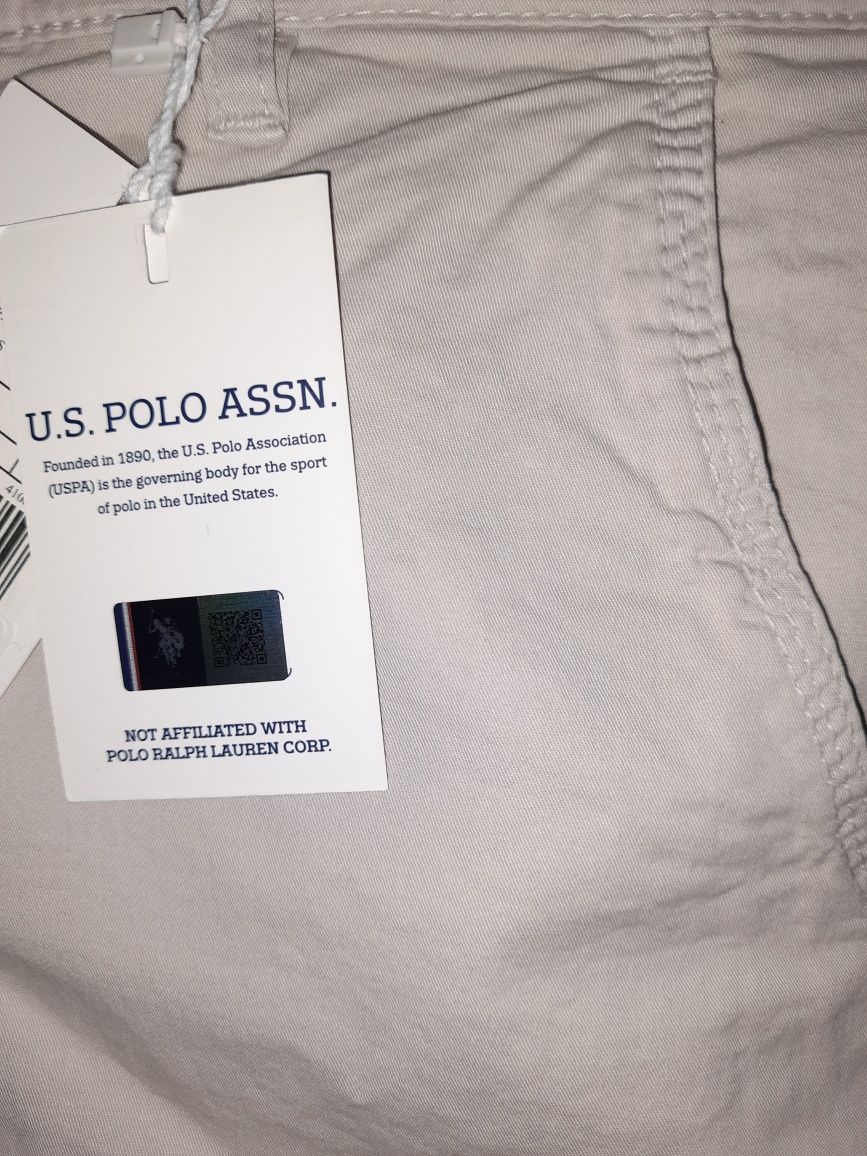 U.S. POLO ASSN.
Founded in 1890, the U.S. Polo Association
(USPA) is the governing body for the sport
of polo in the United States.
NOT AFFILIATED WITH
POLO RALPH LAUREN CORP.